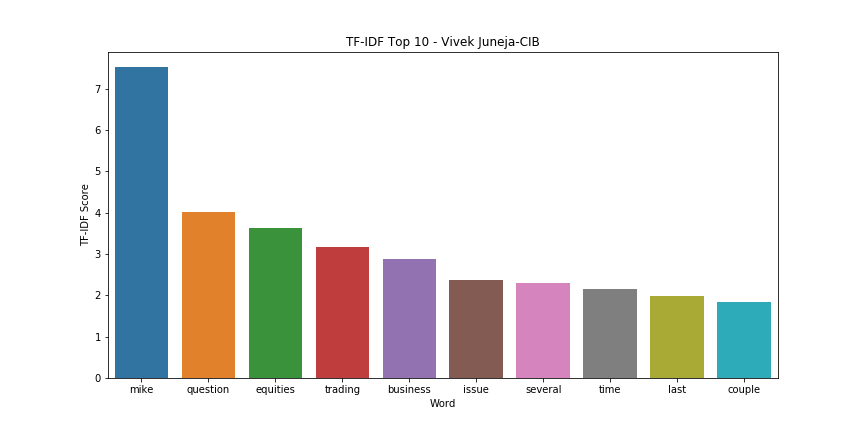 TF-IDF Top 10 - Vivek Juneja-CIB
TF-IDF Score
7
6
5
4
3
2
1
0
mike question equities trading business issue several time last couple
Word